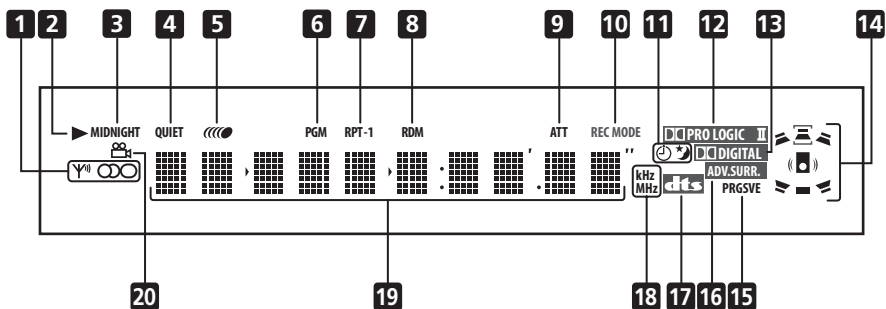 1 2 3 4 5 6 7 8 9 10 11 12 13 14
MIDNIGHT QUIET PGM RPT-1 RDM ATT REC MODE PRO LOGIC II
DIGITAL
kHz ADV.SURR.
MHz dts PRGSVE
20 19 18 17 16 15